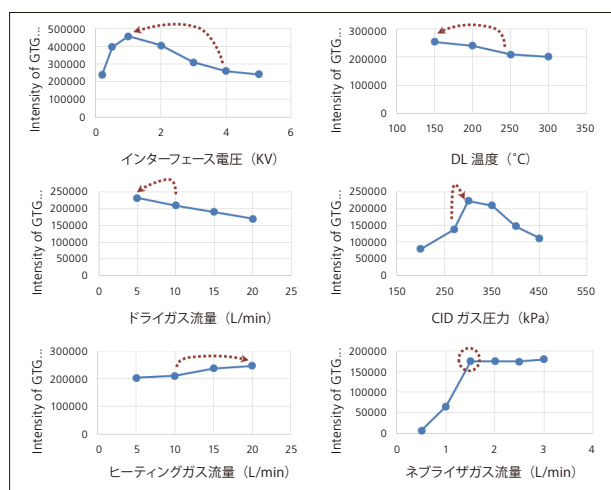 Intensity of GTG...
500000
400000
300000
200000
100000
0
0 2 4 6
インターフェース電圧（KV）
Intensity of GTG...
300000
200000
100000
0
100 150 200 250 300 350
DL 温度（˚C）
Intensity of GTG...
250000
200000
150000
100000
50000
0
0 5 10 15 20 25
ドライガス流量（L/min）
Intensity of GTG...
250000
200000
150000
100000
50000
0
150 250 350 450 550
CID ガス圧力（kPa）
Intensity of GTG...
300000
200000
100000
0
0 5 10 15 20 25
ヒーティングガス流量（L/min）
Intensity of GTG...
200000
150000
100000
50000
0
0 1 2 3 4
ネブライザガス流量（L/min）